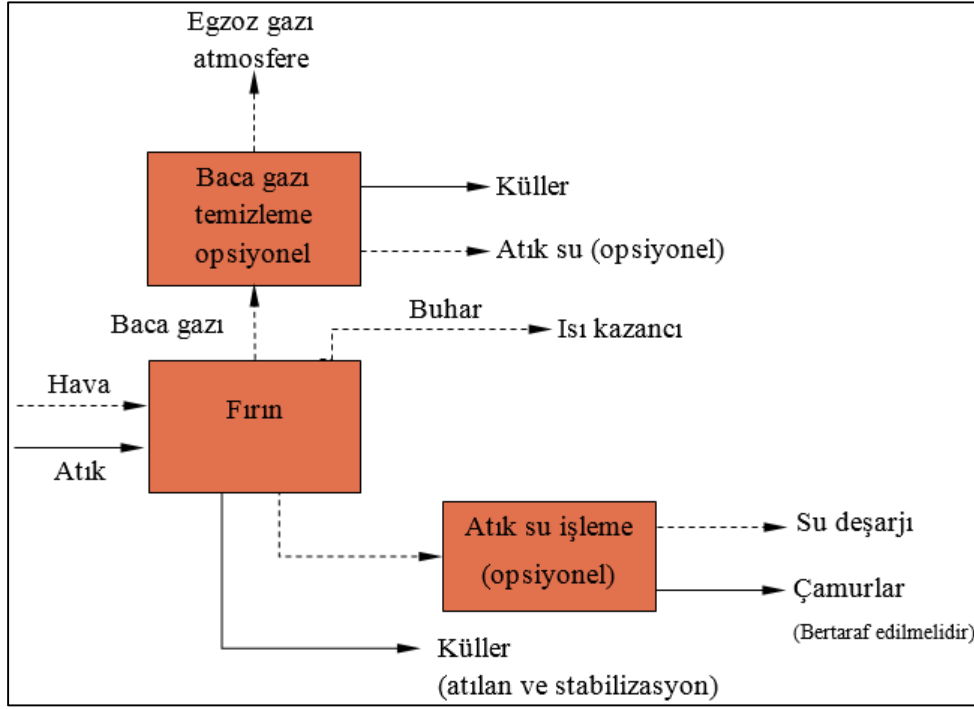 Egzoz gazı
atmosfere
Baca gazı
temizleme
opsiyonel
Küller
Atık su (opsiyonel)
Baca gazı
Buhar
Isı kazancı
Hava
Fırın
Atık
Atık su işleme
(opsiyonel)
Su deşarjı
Çamurlar
(Bertaraf edilmelidir)
Küller
(atılan ve stabilizasyon)